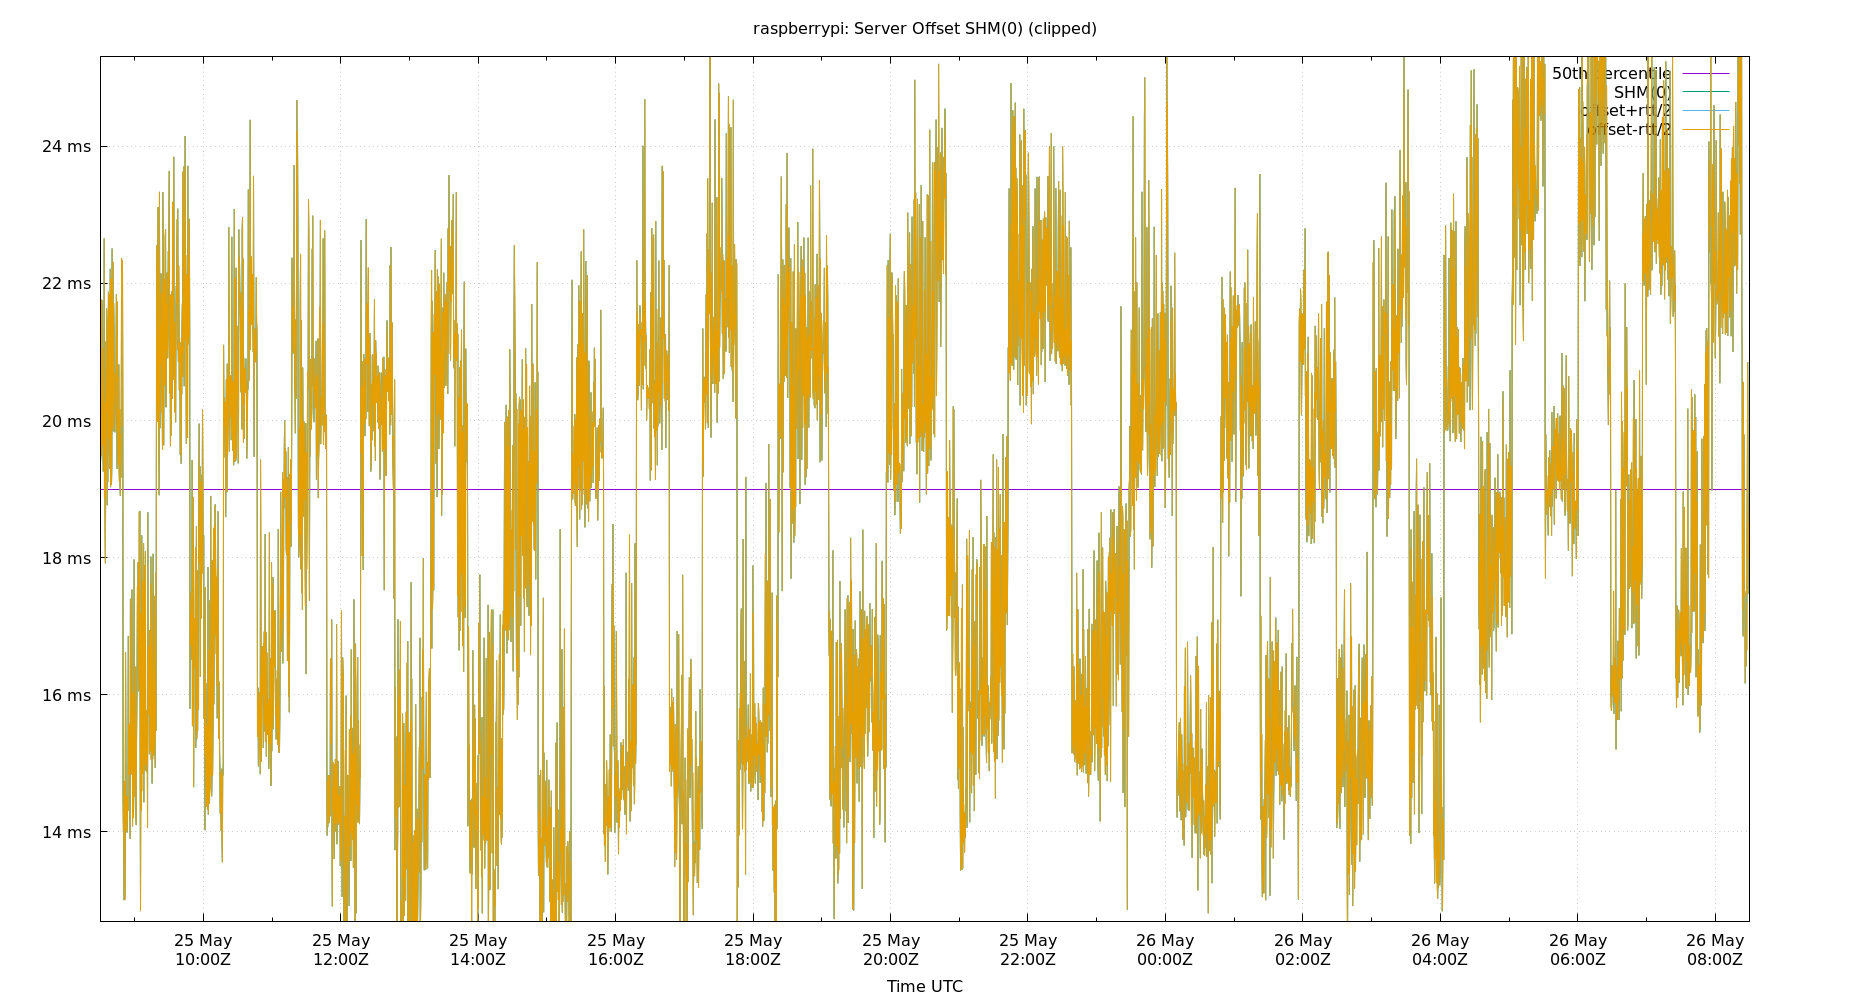 raspberrypi: Server Offset SHM(0) (clipped)
50th percentile
SHM(0)
offset+rtt/2
offset-rtt/2
24 ms
22 ms
20 ms
18 ms
16 ms
14 ms
25 May 25 May 25 May 25 May 25 May 25 May 25 May 26 May 26 May 26 May 26 May 26 May
10:00Z 12:00Z 14:00Z 16:00Z 18:00Z 20:00Z 22:00Z 00:00Z 02:00Z 04:00Z 06:00Z 08:00Z
Time UTC